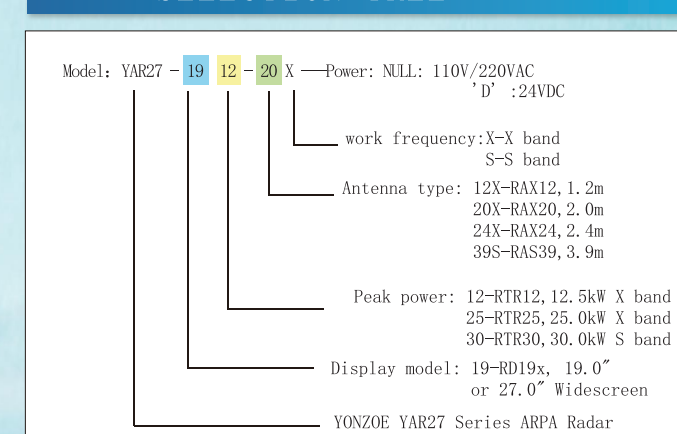 Model: YAR27 - 19 12 - 20 X Power: NULL: 110V/220VAC
'D' :24VDC
work frequency:X-X band
S-S band
Antenna type: 12X-RAX12,1.2m
20X-RAX20,2.0m
24X-RAX24,2.4m
39S-RAS39,3.9m
Peak power: 12-RTR12,12.5kW X band
25-RTR25,25.0kW X band
30-RTR30,30.0kW S band
Display model: 19-RD19x, 19.0″
or 27.0″ Widescreen
YONZOE YAR27 Series ARPA Radar